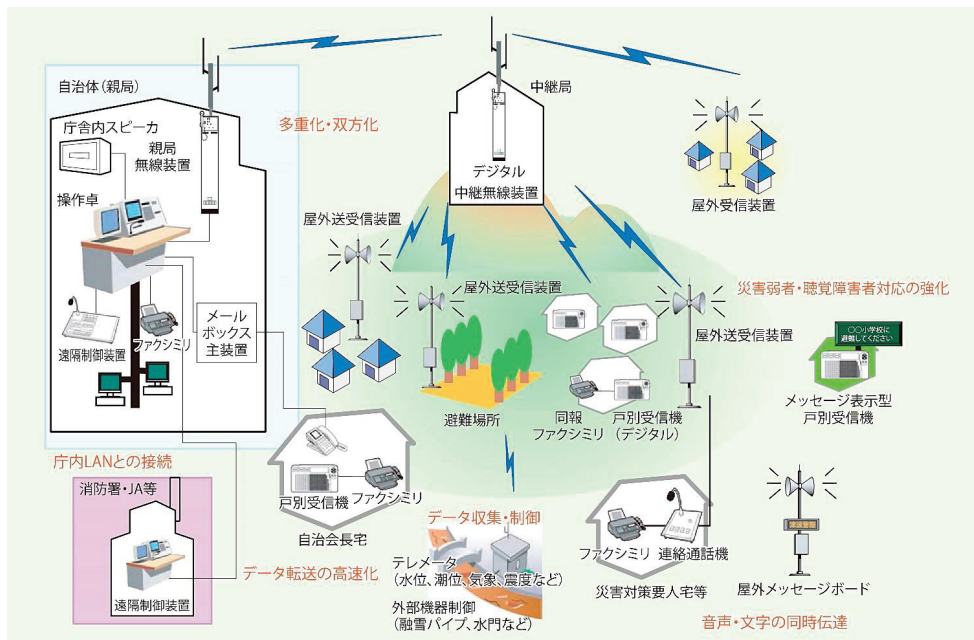 自治体（親局）
庁舎内スピーカ
親局
無線装置
操作卓
遠隔制御装置
ファクシミリ
メール
ボックス
主装置
多重化・双方化
中継局
デジタル
中継無線装置
屋外受信装置
屋外送受信装置
屋外送受信装置
屋外送受信装置
災害弱者・聴覚障害者対応の強化
〇〇小学校に
避難してください
メッセージ表示型
戸別受信機
避難場所
同報
ファクシミリ
戸別受信機
（デジタル）
庁内LANとの接続
消防署・JA等
遠隔制御装置
戸別受信機
ファクシミリ
自治会長宅
データ転送の高速化
データ収集・制御
テレメータ
（水位、潮位、気象、震度など）
外部機器制御
（融雪パイプ、水門など）
ファクシミリ
連絡通話機
災害対策要人宅等
屋外メッセージボード
音声・文字の同時伝達